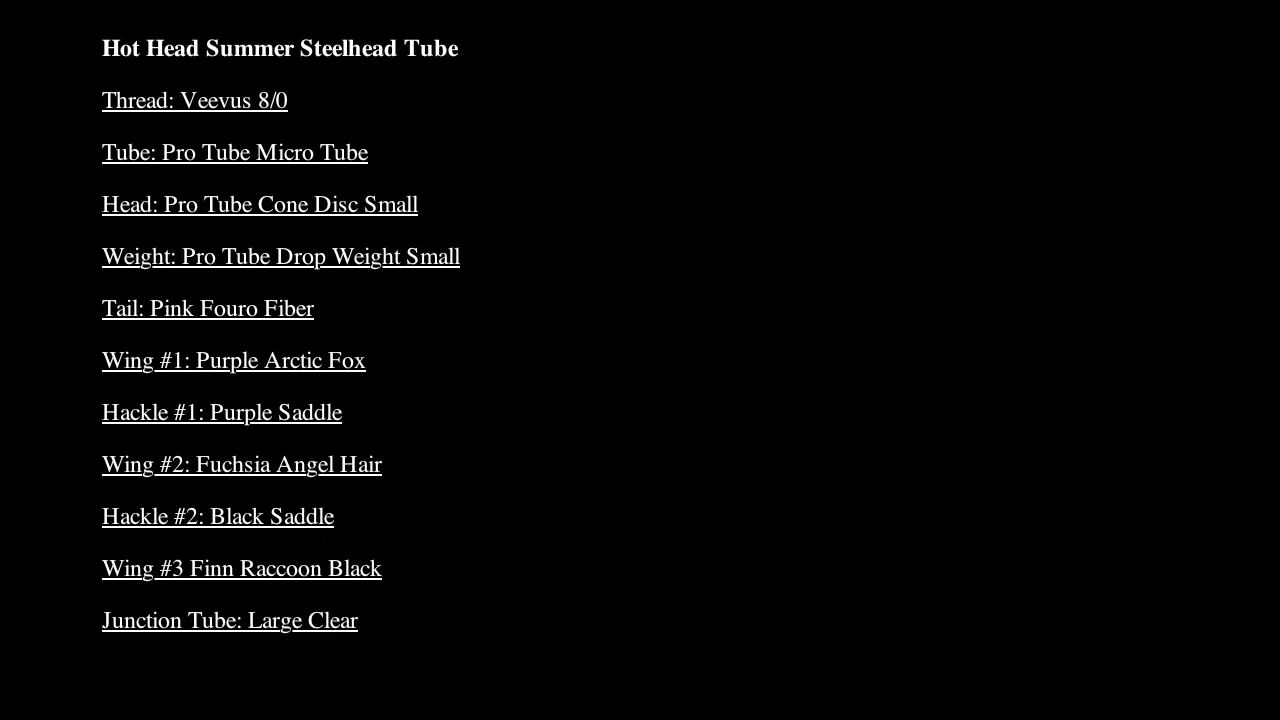 Hot Head Summer Steelhead Tube
Thread: Veevus 8/0
Tube: Pro Tube Micro Tube
Head: Pro Tube Cone Disc Small
Weight: Pro Tube Drop Weight Small
Tail: Pink Fouro Fiber
Wing #1: Purple Arctic Fox
Hackle #1: Purple Saddle
Wing #2: Fuchsia Angel Hair
Hackle #2: Black Saddle
Wing #3 Finn Raccoon Black
Junction Tube: Large Clear